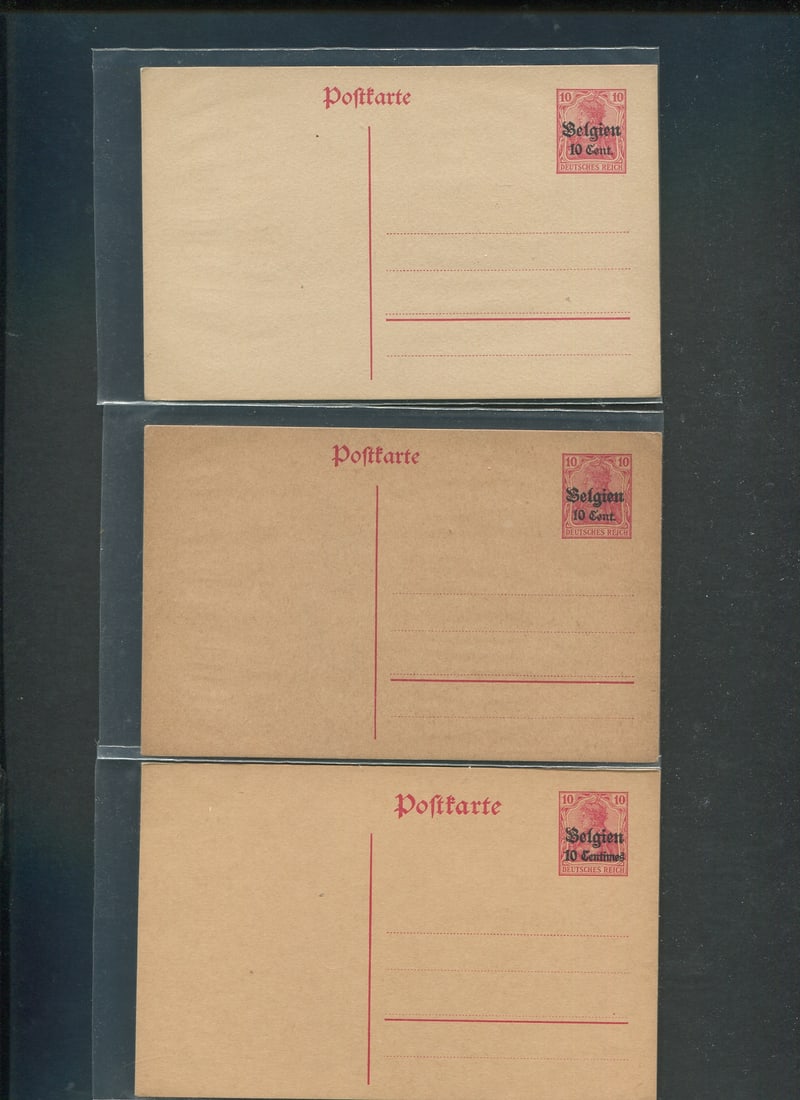 Poſtkarte
10 10
Belgien
10 Cent.
DEUTSCHES REICH
Poſtkarte
10 10
Belgien
10 Cent.
DEUTSCHES REICH
Poſtkarte
10 10
Belgien
10 Centimes
DEUTSCHES REICH